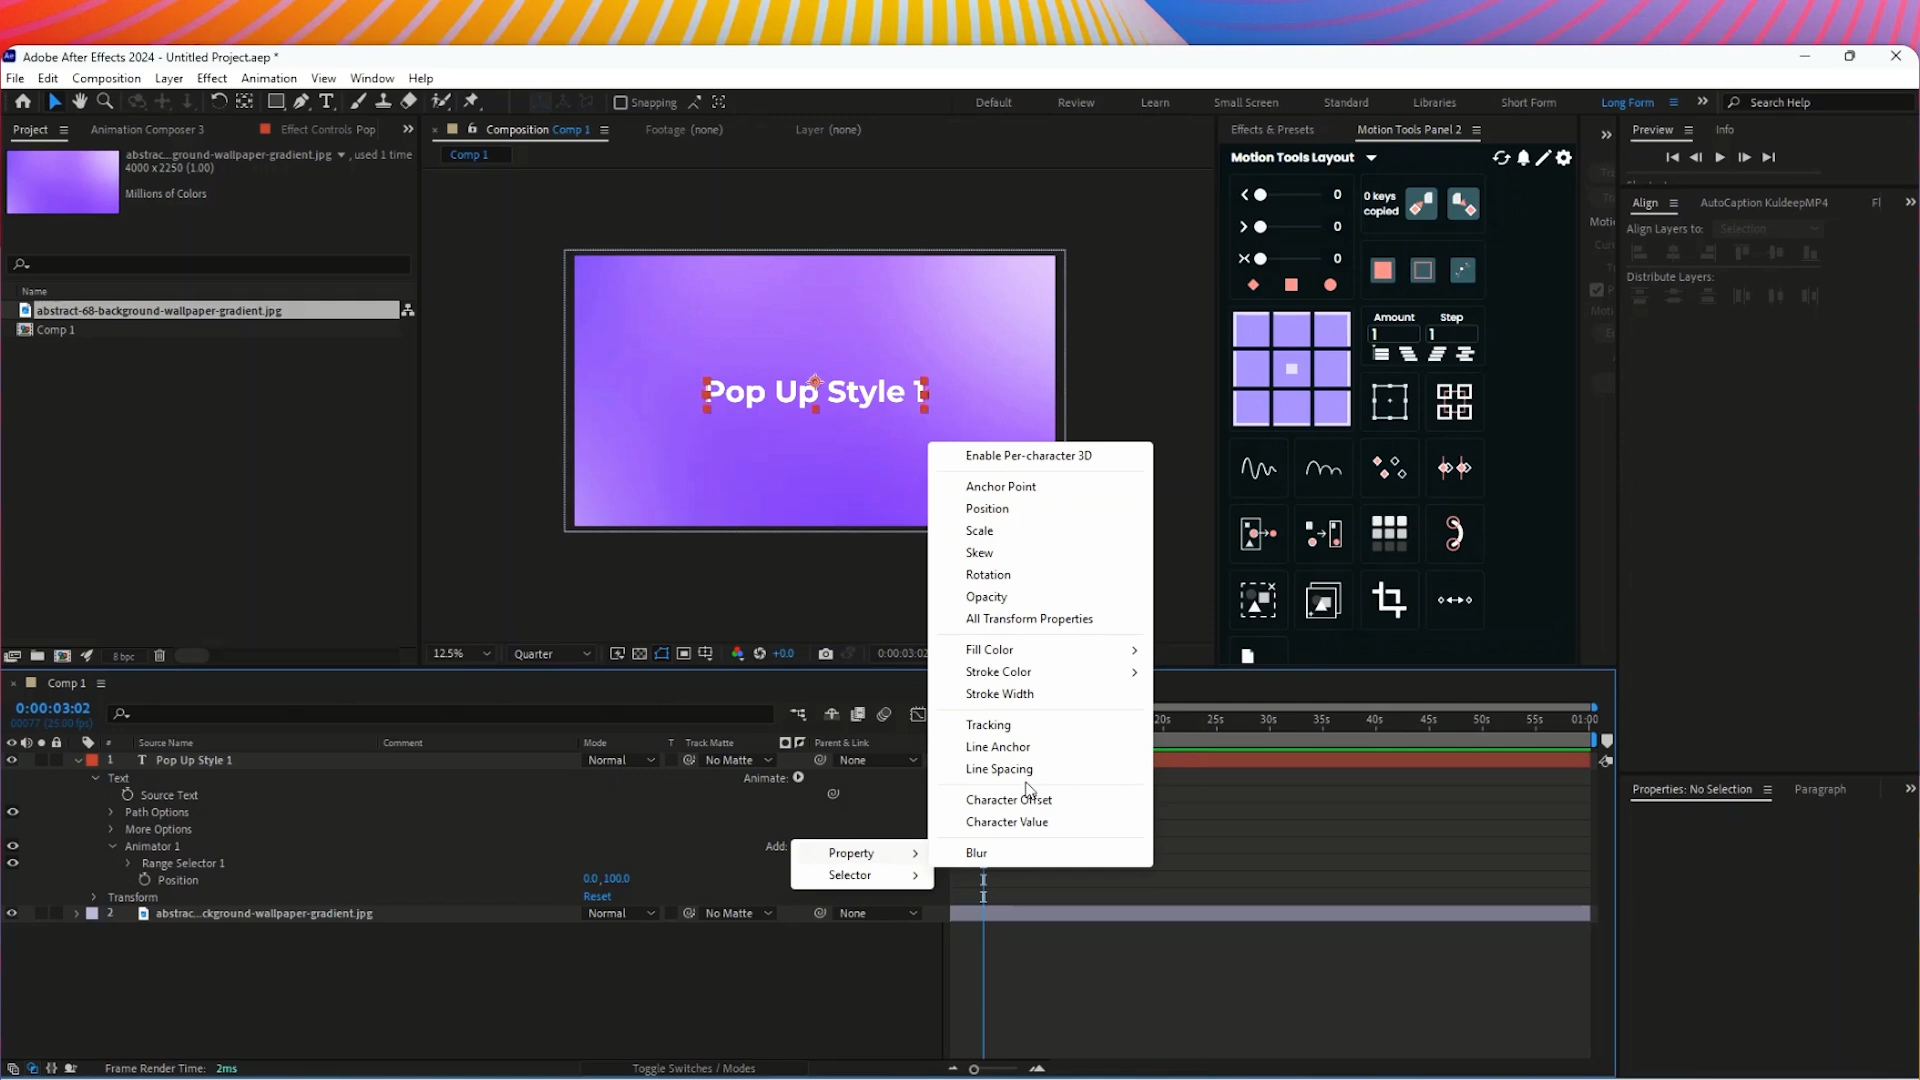 Ae Adobe After Effects 2024 - Untitled Project.aep *
File Edit Composition Layer Effect Animation View Window Help
Snapping
Default Review Learn Small Screen Standard Libraries Short Form Long Form Search Help
Project Animation Composer 3 Effect Controls Pop
Composition Comp 1 Footage (none) Layer (none)
Effects & Presets Motion Tools Panel 2
Preview Info
abstrac...ground-wallpaper-gradient.jpg , used 1 time
4000 x 2250 (1.00)
Millions of Colors
Comp 1
Motion Tools Layout
0
0 keys
copied
0
0
Align AutoCaption KuldeepMP4 Fl
Align Layers to: Selection
Distribute Layers:
Name
abstract-68-background-wallpaper-gradient.jpg
Comp 1
Amount Step
1 1
Pop Up Style 1
Enable Per-character 3D
Anchor Point
Position
Scale
Skew
Rotation
Opacity
All Transform Properties
Fill Color
Stroke Color
Stroke Width
Tracking
Line Anchor
Line Spacing
Character Offset
Character Value
Blur
Property
Selector
8 bpc
12.5% Quarter +0.0 0:00:03:02
Comp 1
0:00:03:02
00077 (25.00 fps)
20s 25s 30s 35s 40s 45s 50s 55s 01:00
# Source Name Comment Mode T Track Matte Parent & Link
1 T Pop Up Style 1 Normal No Matte None
Text Animate:
Source Text
Path Options
More Options
Animator 1 Add:
Range Selector 1
Position 0.0,100.0
Transform Reset
2 abstrac...ckground-wallpaper-gradient.jpg Normal No Matte None
Properties: No Selection Paragraph
Frame Render Time: 2ms Toggle Switches / Modes